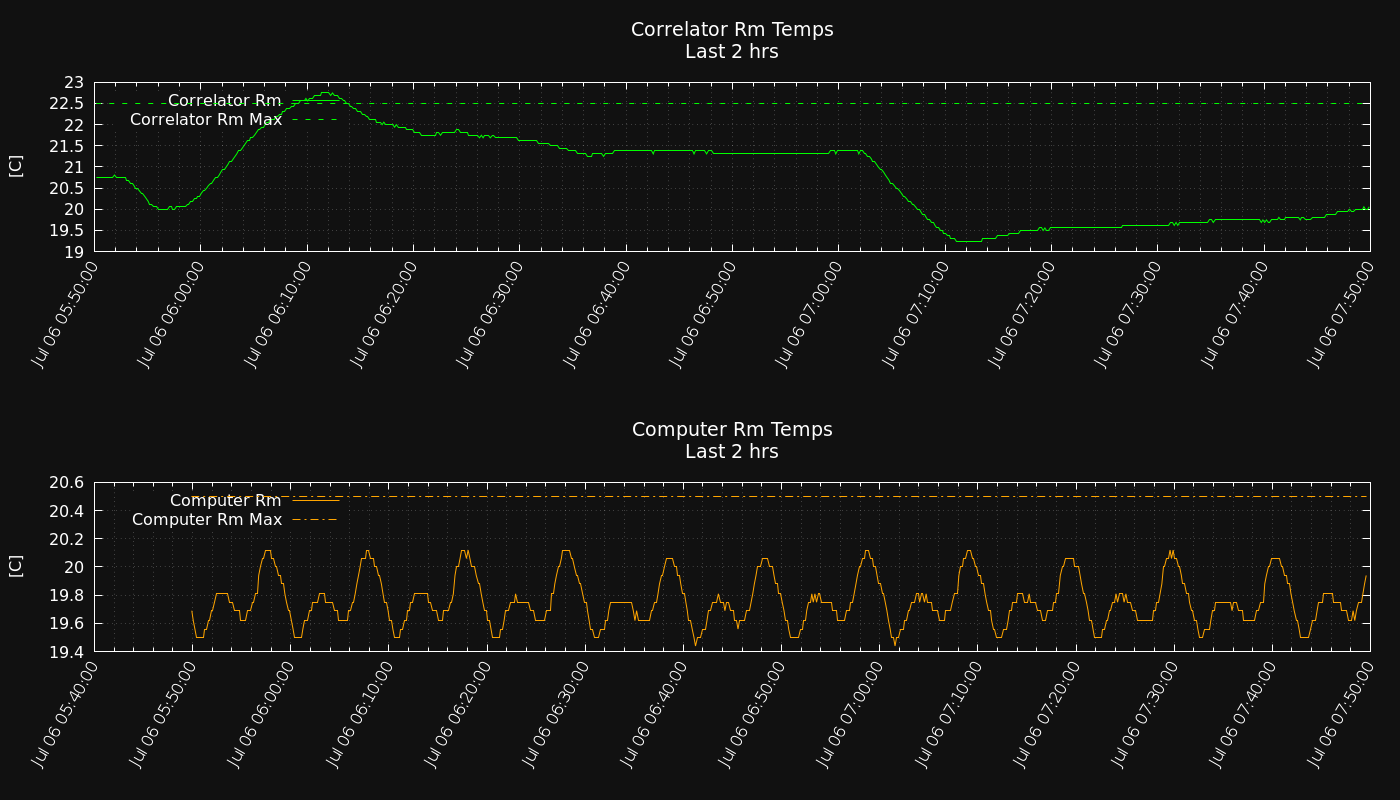 Correlator Rm Temps
Last 2 hrs
23
22.5
22
21.5
21
20.5
20
19.5
19
[C]
Correlator Rm
Correlator Rm Max
Jul 06 05:50:00
Jul 06 06:00:00
Jul 06 06:10:00
Jul 06 06:20:00
Jul 06 06:30:00
Jul 06 06:40:00
Jul 06 06:50:00
Jul 06 07:00:00
Jul 06 07:10:00
Jul 06 07:20:00
Jul 06 07:30:00
Jul 06 07:40:00
Jul 06 07:50:00
Computer Rm Temps
Last 2 hrs
20.6
20.4
20.2
20
19.8
19.6
19.4
[C]
Computer Rm
Computer Rm Max
Jul 06 05:40:00
Jul 06 05:50:00
Jul 06 06:00:00
Jul 06 06:10:00
Jul 06 06:20:00
Jul 06 06:30:00
Jul 06 06:40:00
Jul 06 06:50:00
Jul 06 07:00:00
Jul 06 07:10:00
Jul 06 07:20:00
Jul 06 07:30:00
Jul 06 07:40:00
Jul 06 07:50:00